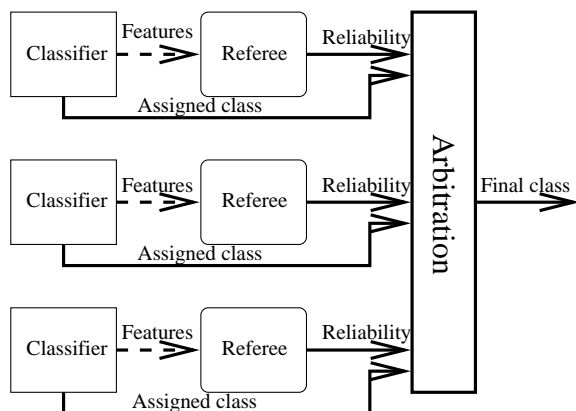 Features
Reliability
Classifier
Referee
Assigned class
Features
Reliability
Classifier
Referee
Assigned class
Arbitration
Final class
Features
Reliability
Classifier
Referee
Assigned class